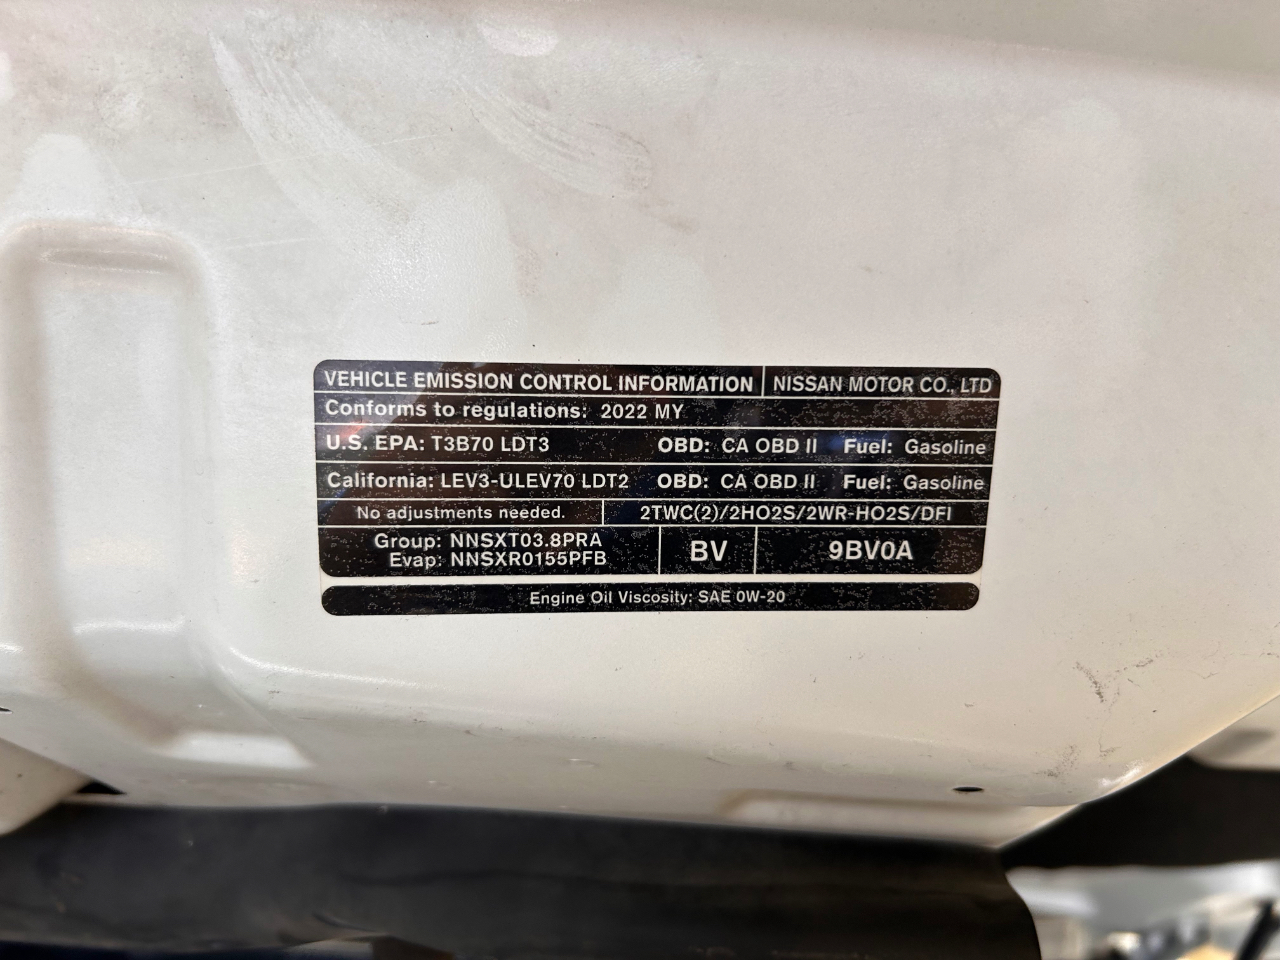 VEHICLE EMISSION CONTROL INFORMATION NISSAN MOTOR CO., LTD
Conforms to regulations: 2022 MY
U.S. EPA: T3B70 LDT3 OBD: CA OBD II Fuel: Gasoline
California: LEV3-ULEV70 LDT2 OBD: CA OBD II Fuel: Gasoline
No adjustments needed. 2TWC(2)/2HO2S/2WR-HO2S/DFI
Group: NNSXT03.8PRA
Evap: NNSXR0155PFB
BV
9BV0A
Engine Oil Viscosity: SAE 0W-20